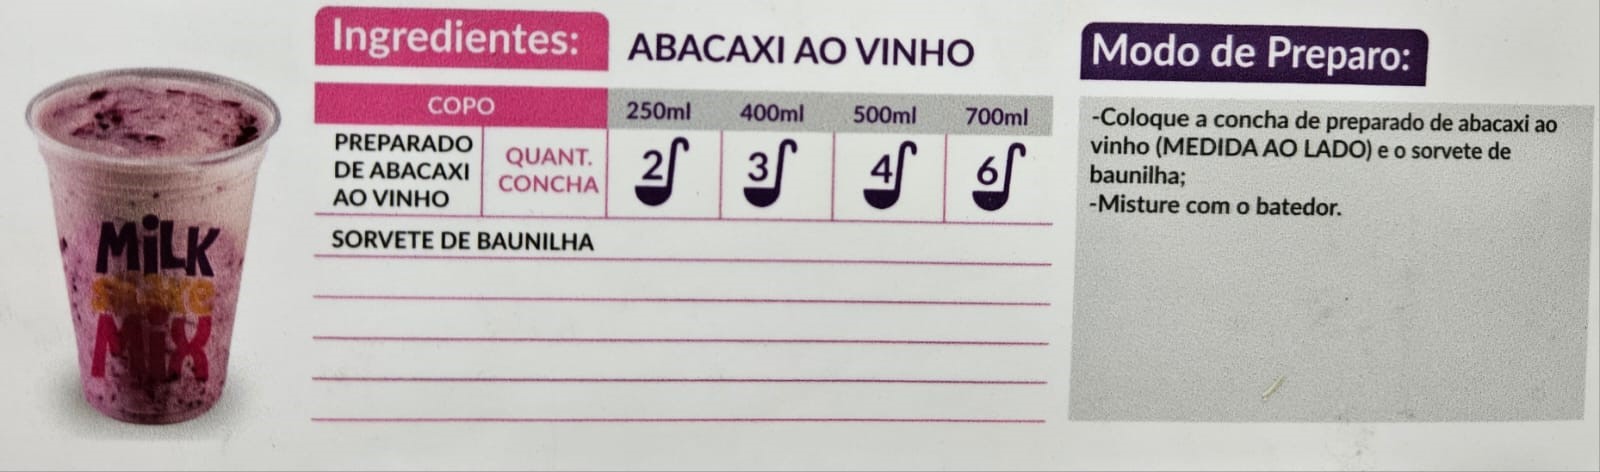 Ingredientes:
ABACAXI AO VINHO
COPO
250ml
400ml
500ml
700ml
PREPARADO
DE ABACAXI
AO VINHO
QUANT.
CONCHA
2
3
4
6
SORVETE DE BAUNILHA
Modo de Preparo:
-Coloque a concha de preparado de abacaxi ao
vinho (MEDIDA AO LADO) e o sorvete de
baunilha;
-Misture com o batedor.
MiLK
SHAKE
MiX